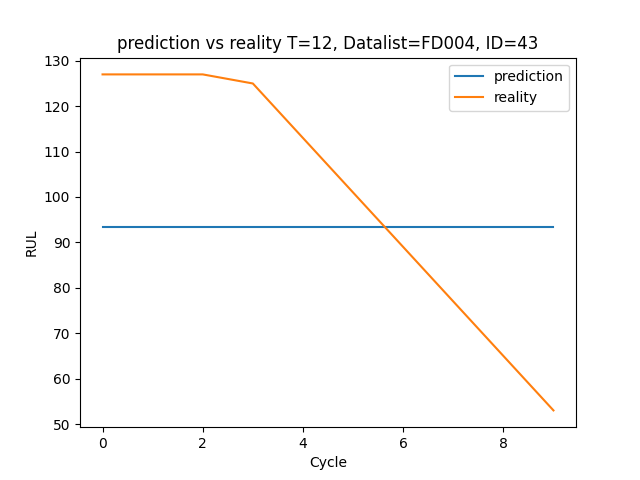 prediction vs reality T=12, Datalist=FD004, ID=43
prediction
reality
130
120
110
100
90
80
70
60
50
RUL
0 2 4 6 8
Cycle